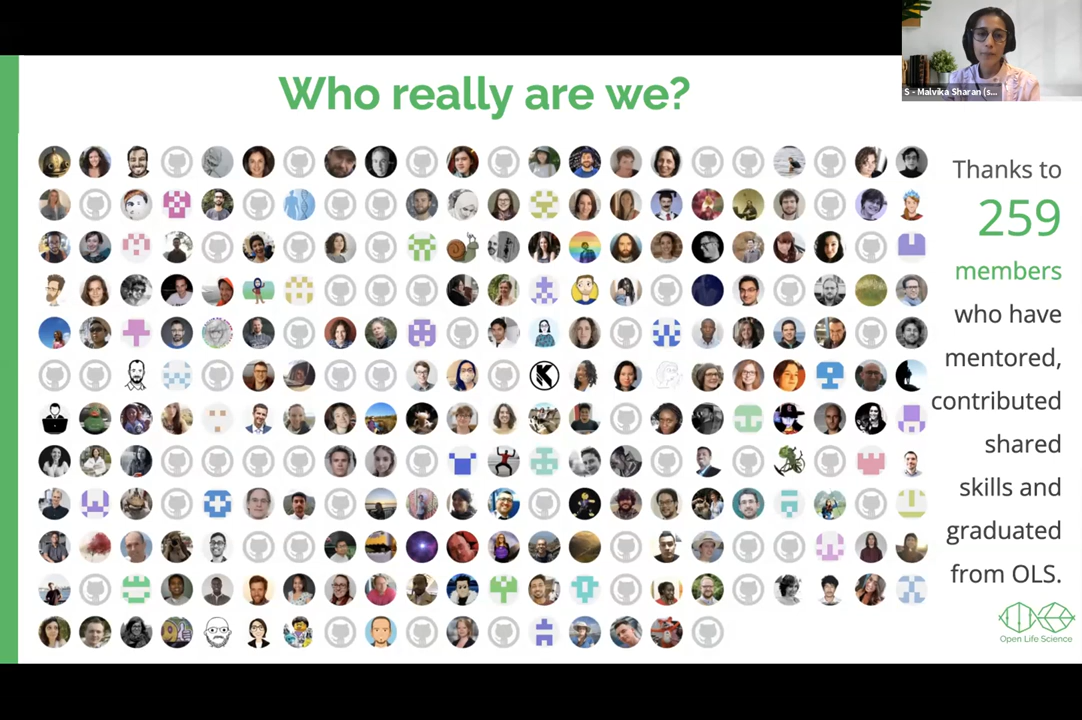 Who really are we?
S - Malvika Sharan (s...
Thanks to
259
members
who have
mentored,
contributed
shared
skills and
graduated
from OLS.
Open Life Science